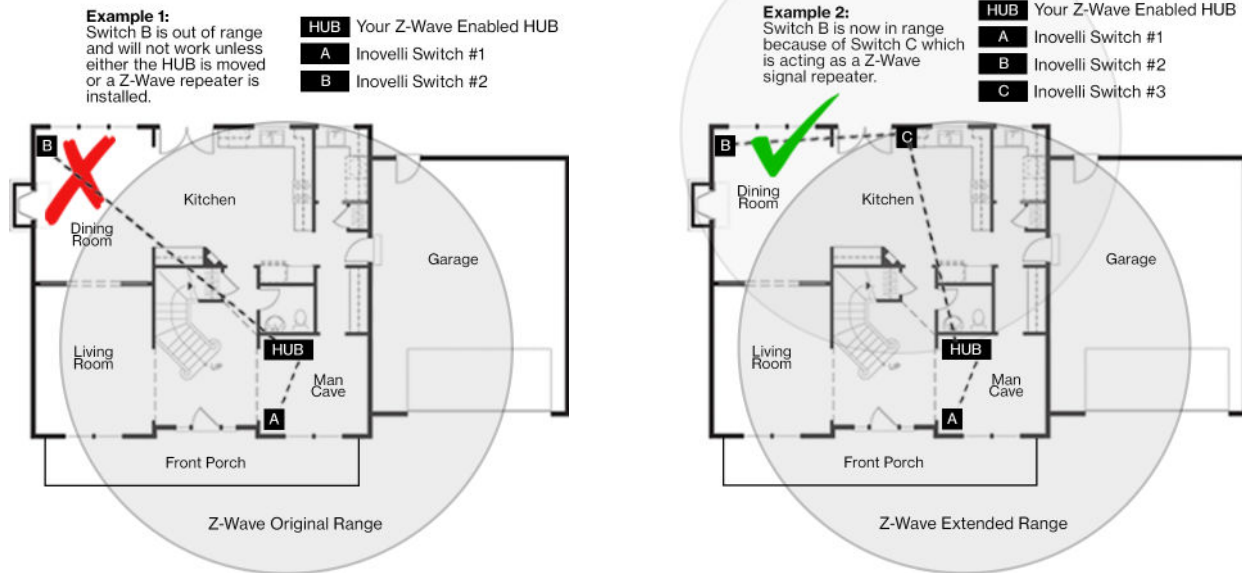 Example 1:
Switch B is out of range
and will not work unless
either the HUB is moved
or a Z-Wave repeater is
installed.
HUB Your Z-Wave Enabled HUB
A Inovelli Switch #1
B Inovelli Switch #2
B
Kitchen
Dining
Room
Garage
HUB
Living
Room
UP
Man
Cave
A
Front Porch
Z-Wave Original Range
Example 2:
Switch B is now in range
because of Switch C which
is acting as a Z-Wave
signal repeater.
HUB Your Z-Wave Enabled HUB
A Inovelli Switch #1
B Inovelli Switch #2
C Inovelli Switch #3
B
C
Dining
Room
Kitchen
Garage
HUB
Living
Room
UP
Man
Cave
A
Front Porch
Z-Wave Extended Range